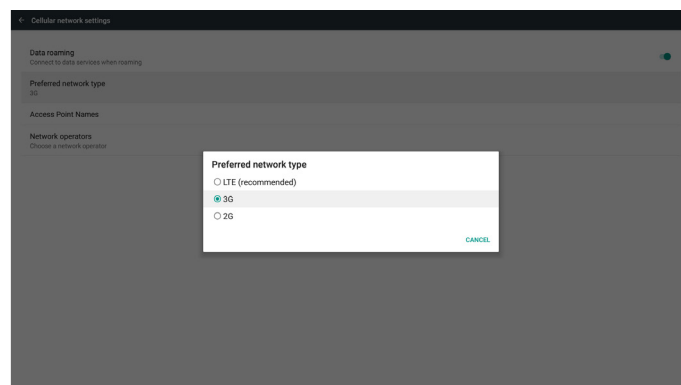 Cellular network settings
Data roaming
Connect to data services when roaming
Preferred network type
3G
Access Point Names
Network operators
Choose a network operator
Preferred network type
LTE (recommended)
3G
2G
CANCEL